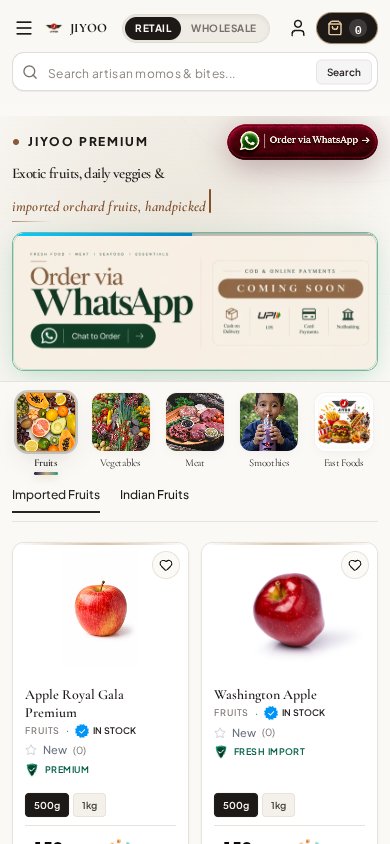 JIYOO
RETAIL
WHOLESALE
0
Search artisan momos & bites...
Search
JIYOO PREMIUM
Order via WhatsApp →
Exotic fruits, daily veggies &
imported orchard fruits, handpicked
FRESH FOOD • MEAT • SEAFOOD • ESSENTIALS
Order via
WhatsApp
Chat to Order
COD & ONLINE PAYMENTS
COMING SOON
Cash on Delivery
UPI
UPI
Card Payments
Netbanking
Fruits
Vegetables
Meat
Smoothies
Fast Foods
Imported Fruits
Indian Fruits
Apple Royal Gala
Premium
FRUITS · IN STOCK
New (0)
PREMIUM
500g
1kg
Washington Apple
FRUITS · IN STOCK
New (0)
FRESH IMPORT
500g
1kg